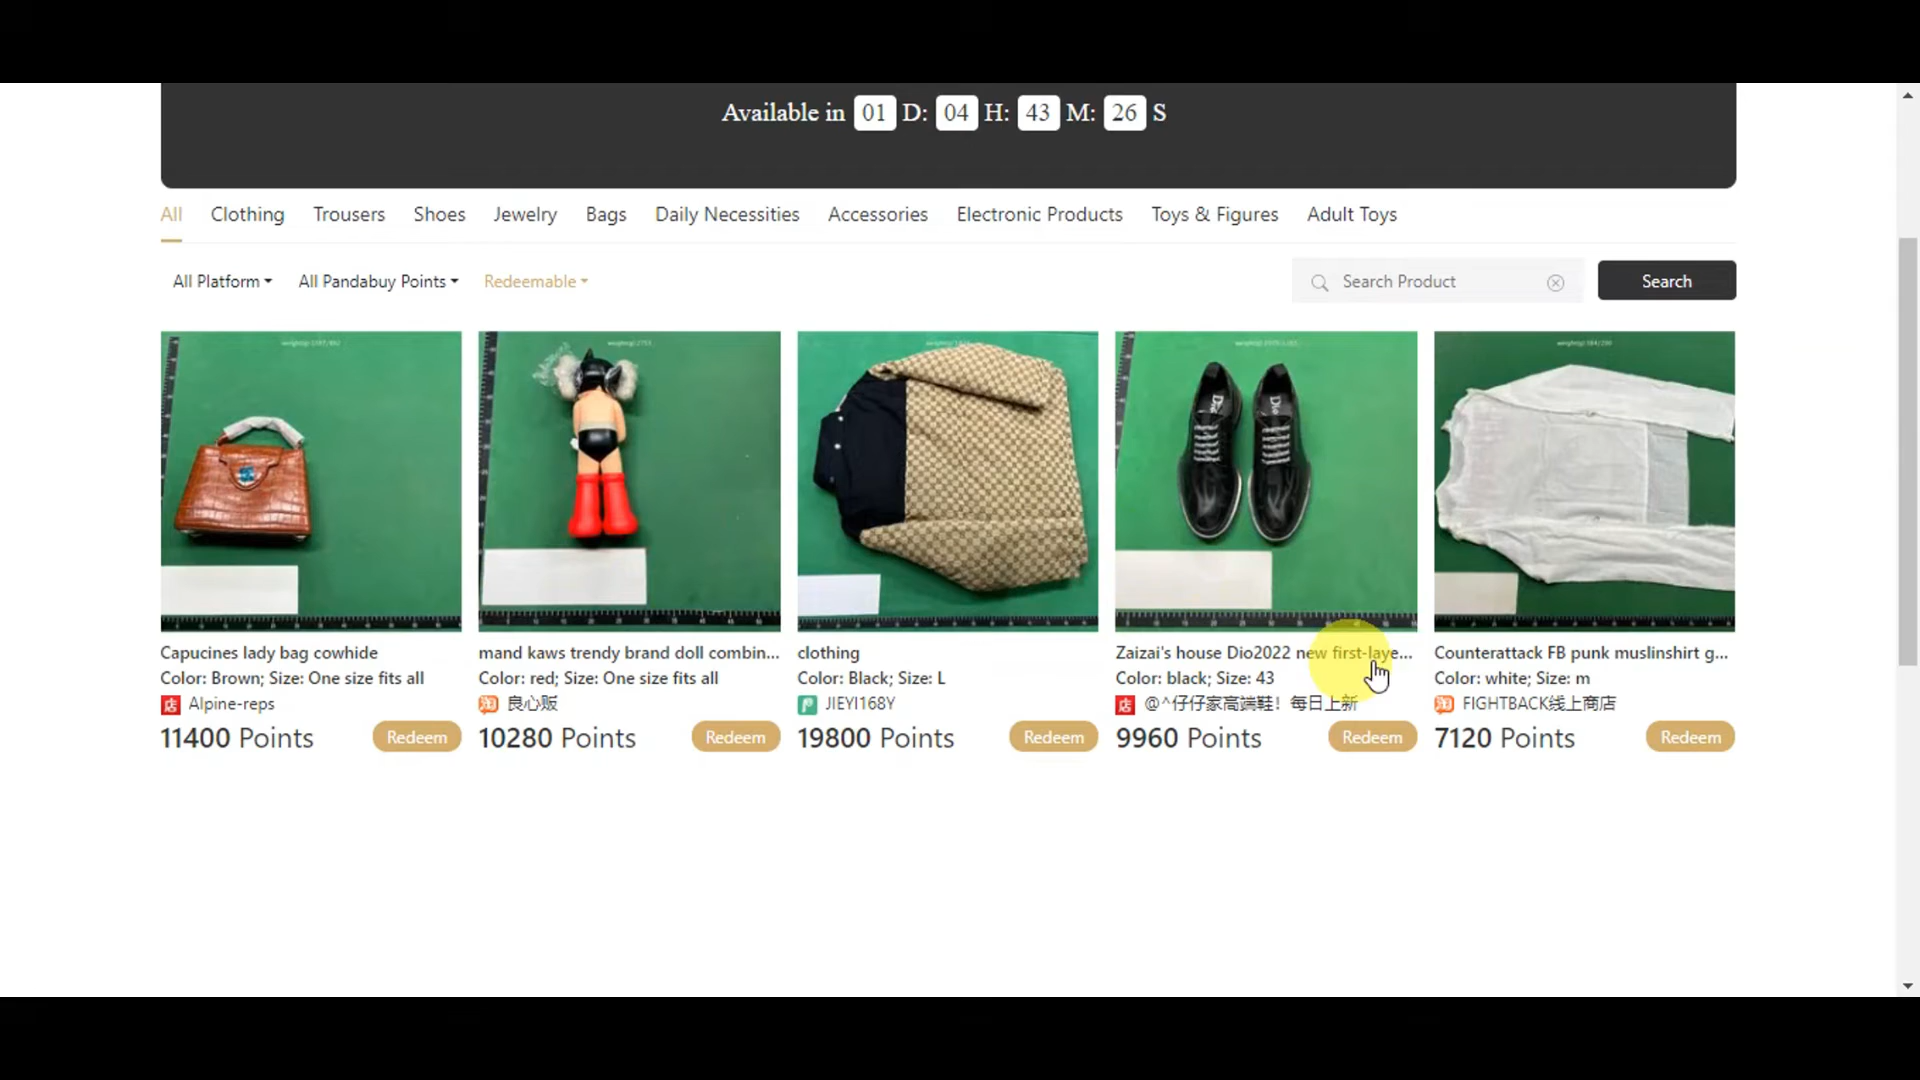 Available in 01 D: 04 H: 43 M: 26 S
All Clothing Trousers Shoes Jewelry Bags Daily Necessities Accessories Electronic Products Toys & Figures Adult Toys
All Platform All Pandabuy Points Redeemable Search Product Search
Capucines lady bag cowhide
Color: Brown; Size: One size fits all
店 Alpine-reps
11400 Points Redeem
mand kaws trendy brand doll combin...
Color: red; Size: One size fits all
淘 良心贩
10280 Points Redeem
clothing
Color: Black; Size: L
JIEYI168Y
19800 Points Redeem
Zaizai's house Dio2022 new first-laye...
Color: black; Size: 43
店 @^仔仔家高端鞋！每日上新
9960 Points Redeem
Counterattack FB punk muslinshirt g...
Color: white; Size: m
淘 FIGHTBACK线上商店
7120 Points Redeem